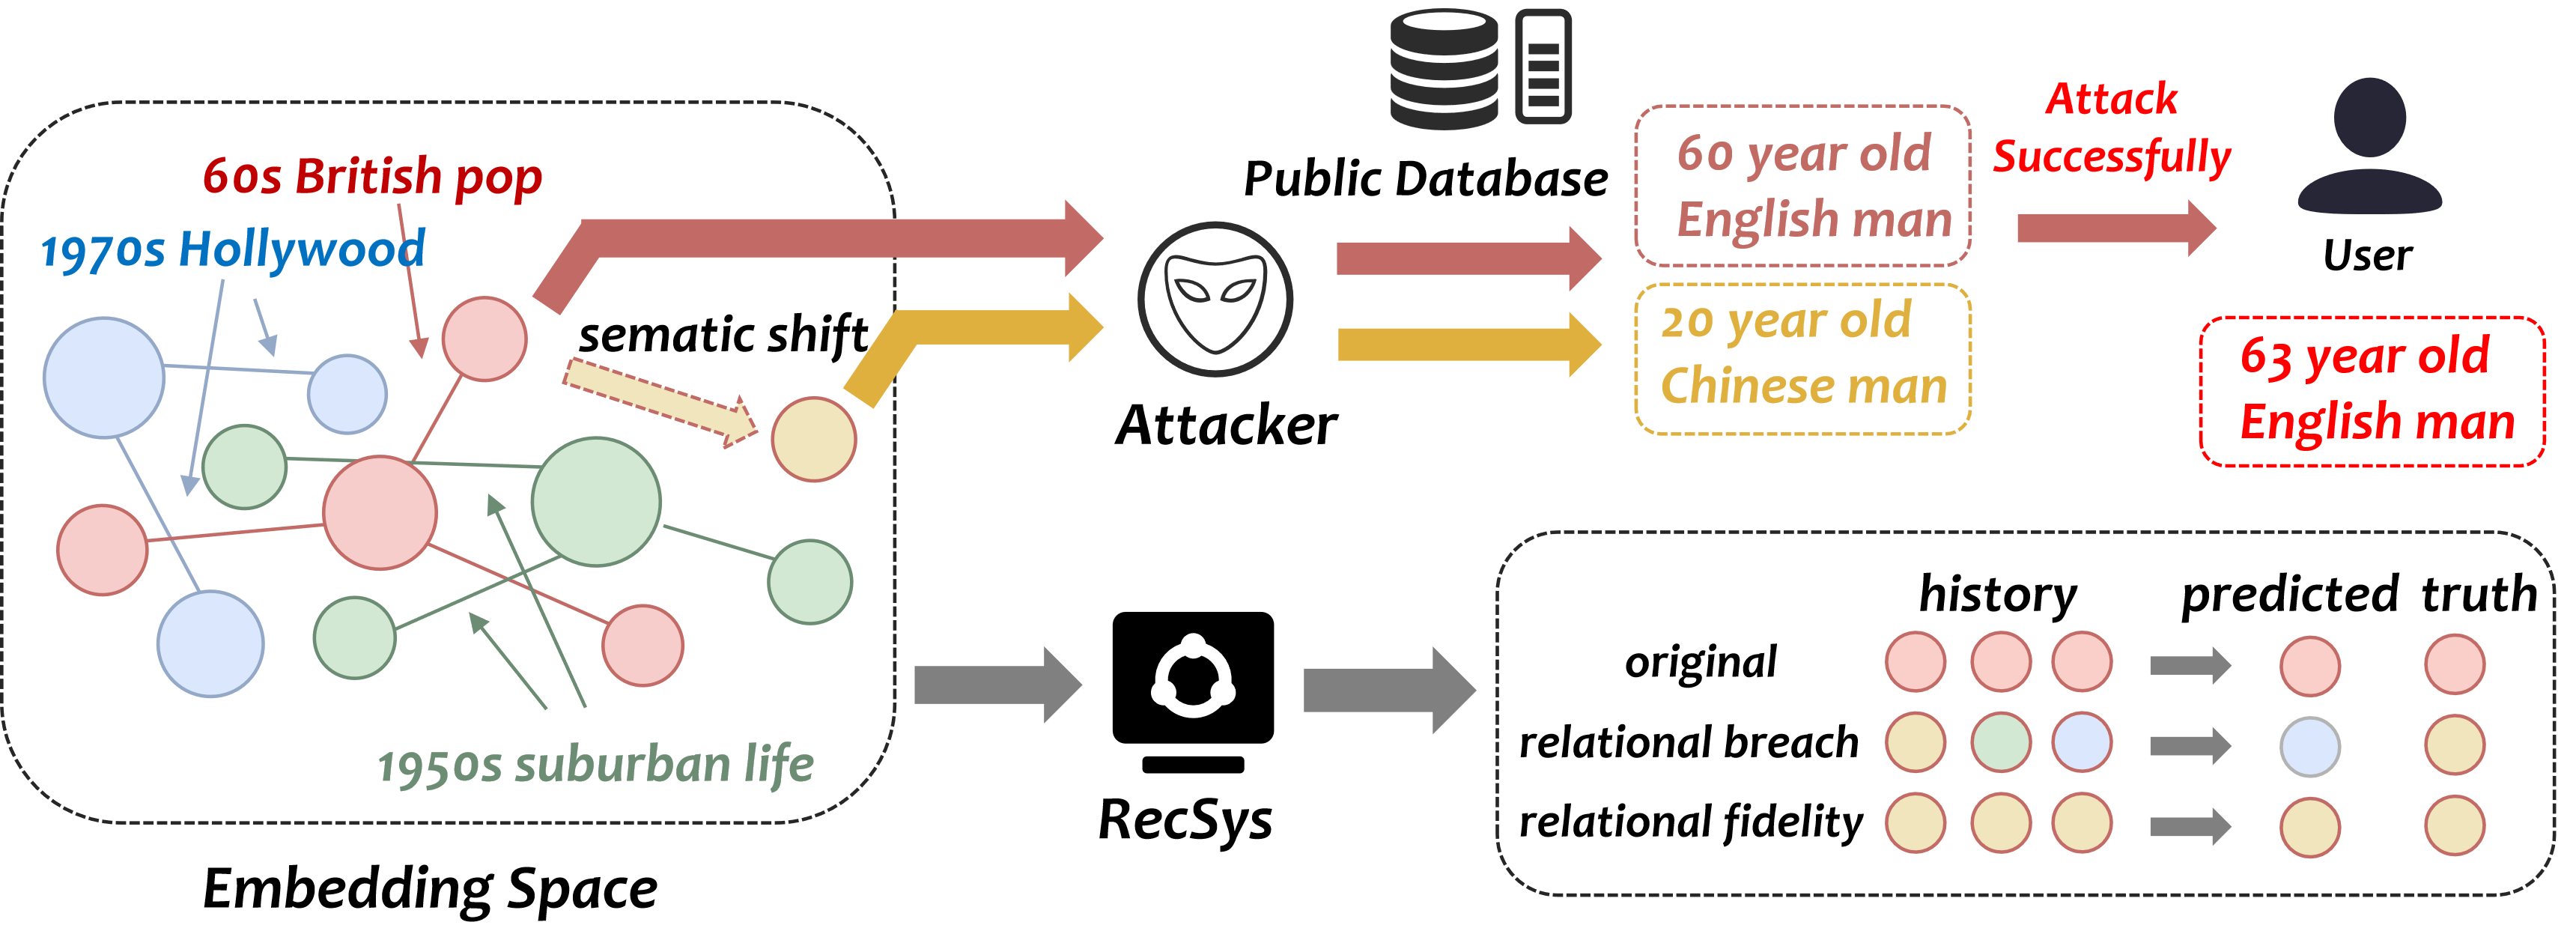 60s British pop
1970s Hollywood
sematic shift
1950s suburban life
Embedding Space
Public Database
Attacker
60 year old
English man
20 year old
Chinese man
Attack
Successfully
User
63 year old
English man
RecSys
history predicted truth
original
relational breach
relational fidelity